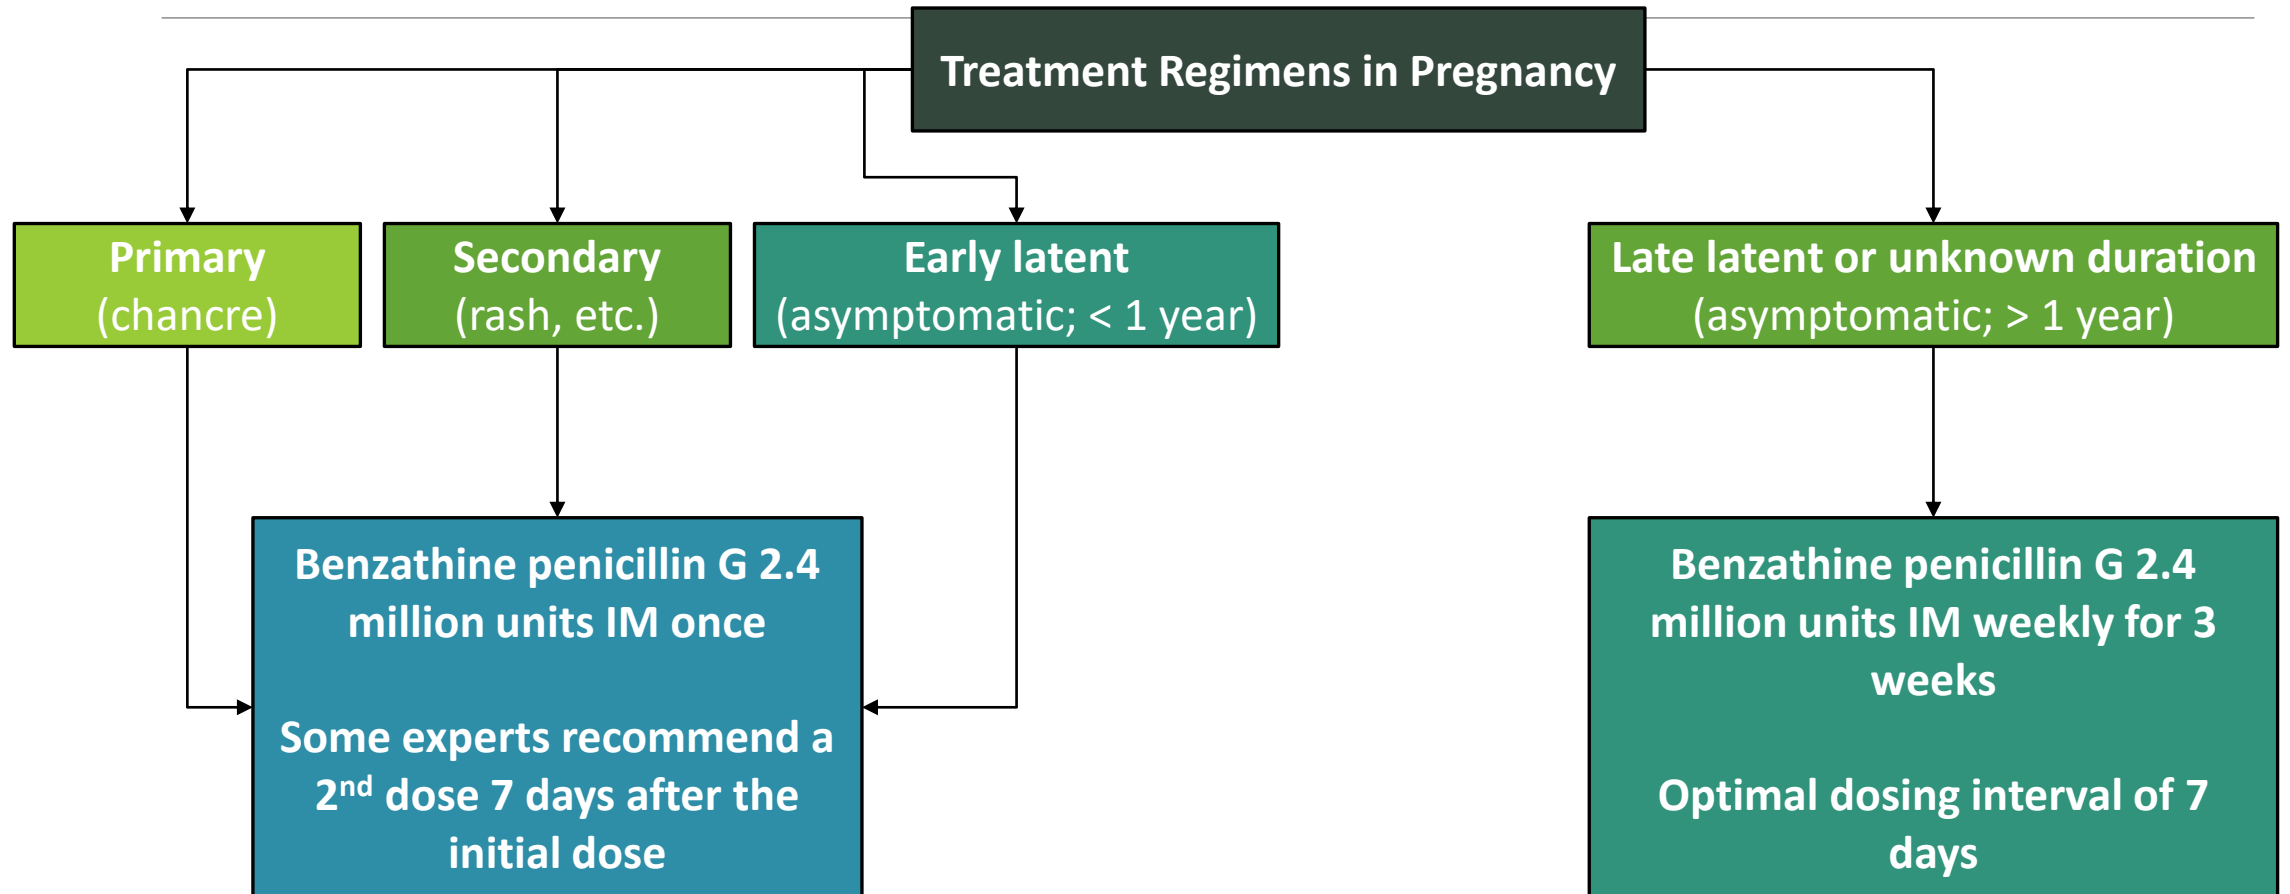 Treatment Regimens in Pregnancy
Primary
(chancre)
Secondary
(rash, etc.)
Early latent
(asymptomatic; < 1 year)
Late latent or unknown duration
(asymptomatic; > 1 year)
Benzathine penicillin G 2.4
million units IM once
Some experts recommend a
2nd dose 7 days after the
initial dose
Benzathine penicillin G 2.4
million units IM weekly for 3
weeks
Optimal dosing interval of 7
days